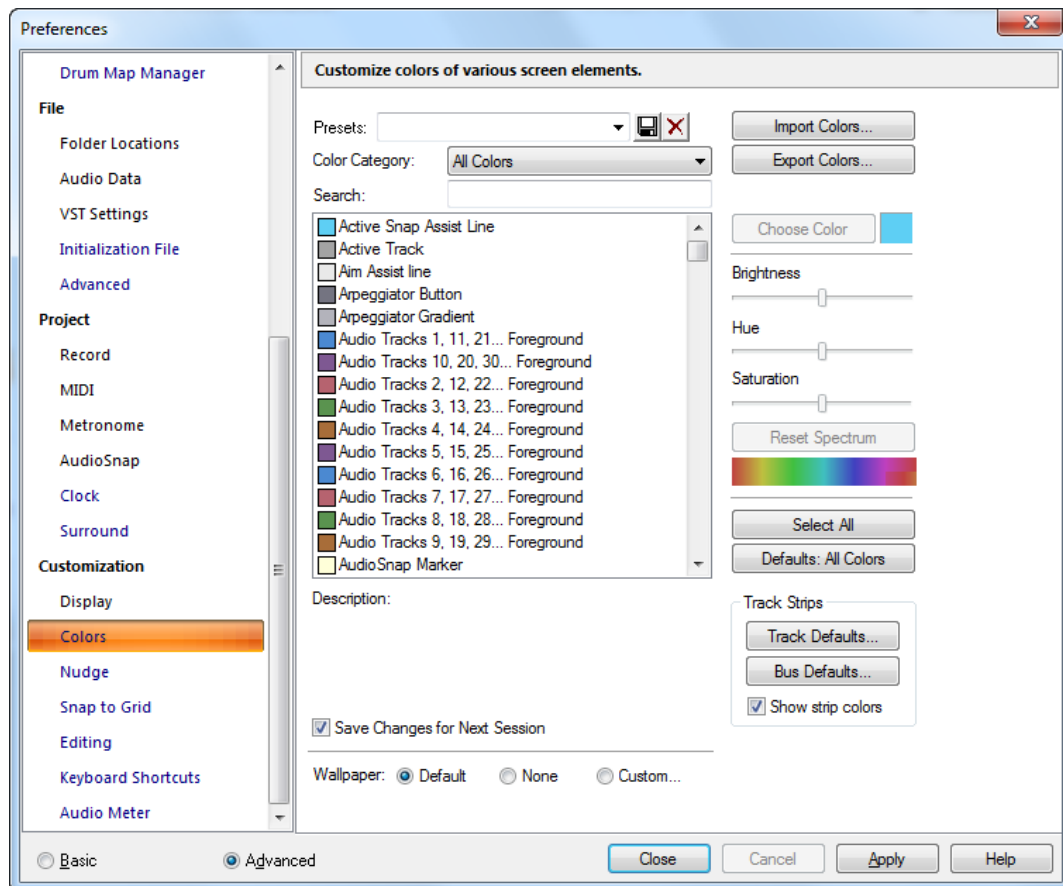 Preferences
Drum Map Manager
File
Folder Locations
Audio Data
VST Settings
Initialization File
Advanced
Project
Record
MIDI
Metronome
AudioSnap
Clock
Surround
Customization
Display
Colors
Nudge
Snap to Grid
Editing
Keyboard Shortcuts
Audio Meter
Basic
Advanced
Customize colors of various screen elements.
Presets:
Color Category: All Colors
Search:
Active Snap Assist Line
Active Track
Aim Assist line
Arpeggiator Button
Arpeggiator Gradient
Audio Tracks 1, 11, 21... Foreground
Audio Tracks 10, 20, 30... Foreground
Audio Tracks 2, 12, 22... Foreground
Audio Tracks 3, 13, 23... Foreground
Audio Tracks 4, 14, 24... Foreground
Audio Tracks 5, 15, 25... Foreground
Audio Tracks 6, 16, 26... Foreground
Audio Tracks 7, 17, 27... Foreground
Audio Tracks 8, 18, 28... Foreground
Audio Tracks 9, 19, 29... Foreground
AudioSnap Marker
Description:
Save Changes for Next Session
Wallpaper: Default None Custom...
Import Colors...
Export Colors...
Choose Color
Brightness
Hue
Saturation
Reset Spectrum
Select All
Defaults: All Colors
Track Strips
Track Defaults...
Bus Defaults...
Show strip colors
Close Cancel Apply Help